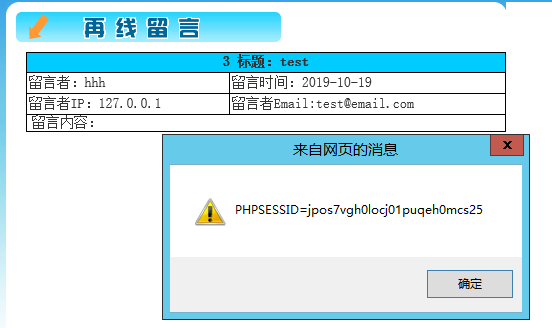 再线留言
3 标题：test
留言者：hhh 留言时间：2019-10-19
留言者IP：127.0.0.1 留言者Email:test@email.com
留言内容：
来自网页的消息
x
PHPSESSID=jpos7vgh0locj01puqeh0mcs25
确定